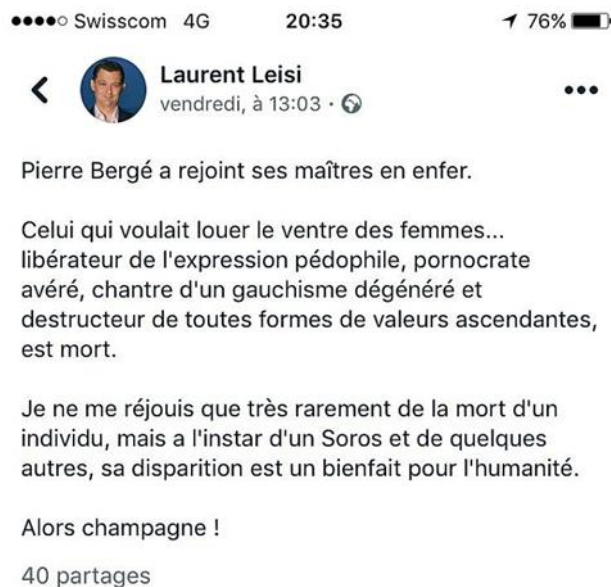 Swisscom 4G 20:35 76%
Laurent Leisi
vendredi, à 13:03 ·
Pierre Bergé a rejoint ses maîtres en enfer.
Celui qui voulait louer le ventre des femmes...
libérateur de l'expression pédophile, pornocrate
avéré, chantre d'un gauchisme dégénéré et
destructeur de toutes formes de valeurs ascendantes,
est mort.
Je ne me réjouis que très rarement de la mort d'un
individu, mais a l'instar d'un Soros et de quelques
autres, sa disparition est un bienfait pour l'humanité.
Alors champagne !
40 partages